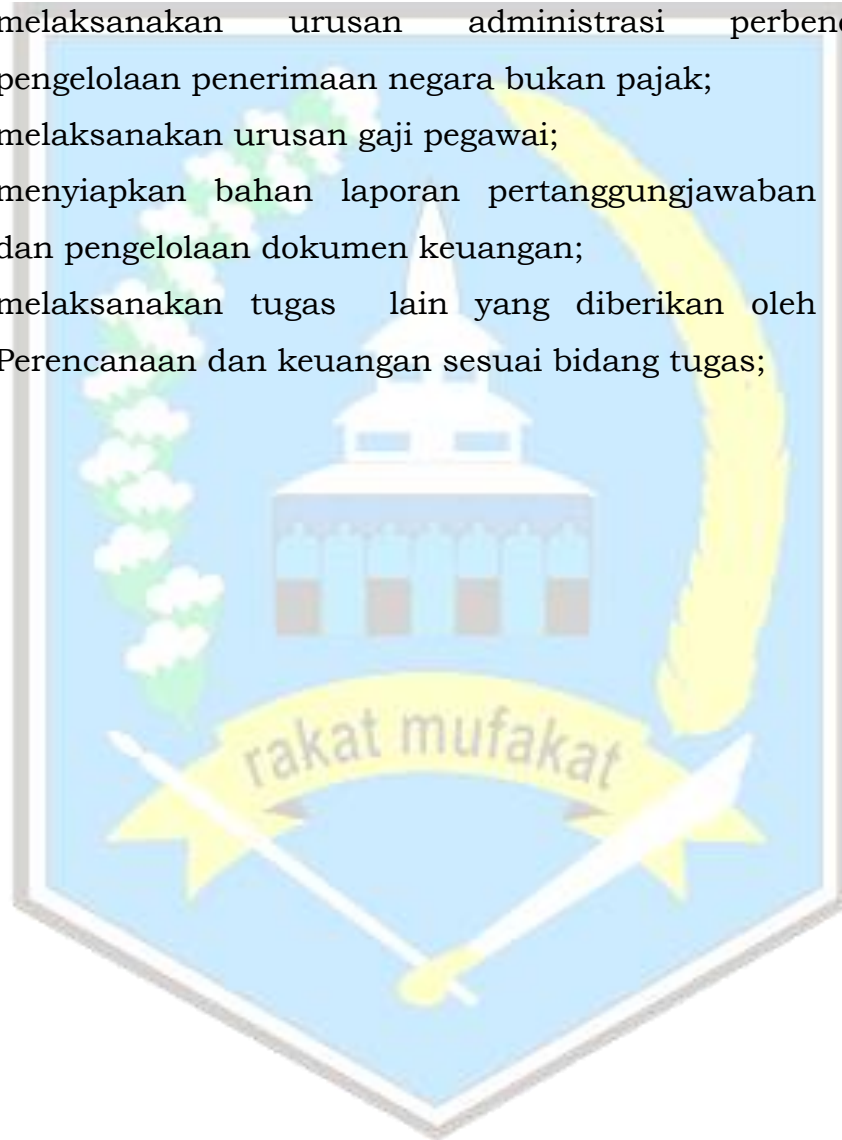 melaksanakan urusan administrasi
pengelolaan penerimaan negara bukan pajak;
melaksanakan urusan gaji pegawai;
menyiapkan bahan laporan pertanggungjawaban
dan pengelolaan dokumen keuangan;
melaksanakan tugas lain yang diberikan oleh
Perencanaan dan keuangan sesuai bidang tugas;
rakat mufakat